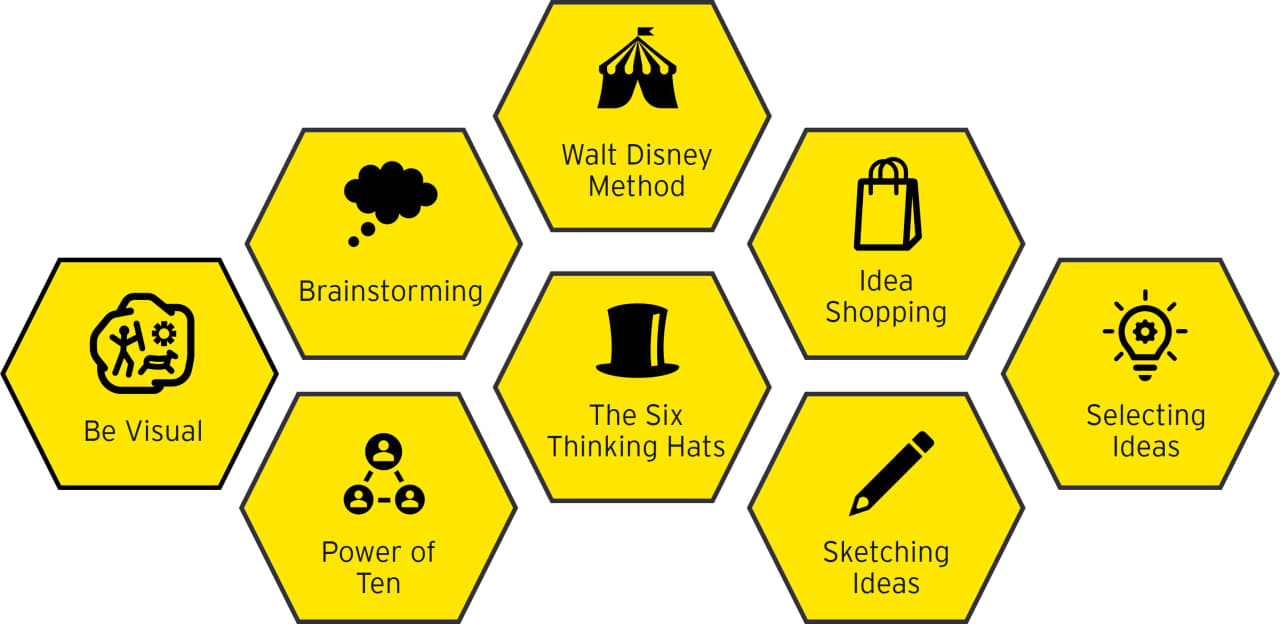 Walt Disney
Method
Brainstorming
Idea
Shopping
Be Visual
The Six
Thinking Hats
Selecting
Ideas
Power of
Ten
Sketching
Ideas